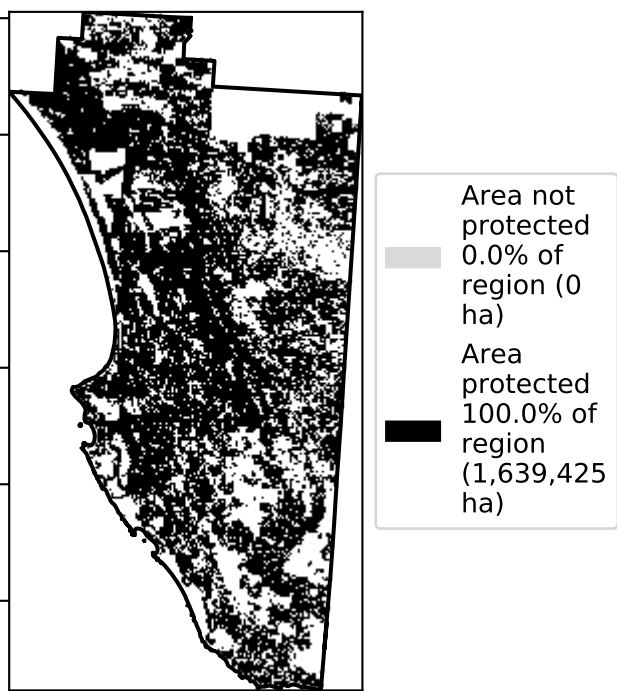 Area not
protected
0.0% of
region (0
ha)
Area
protected
100.0% of
region
(1,639,425
ha)